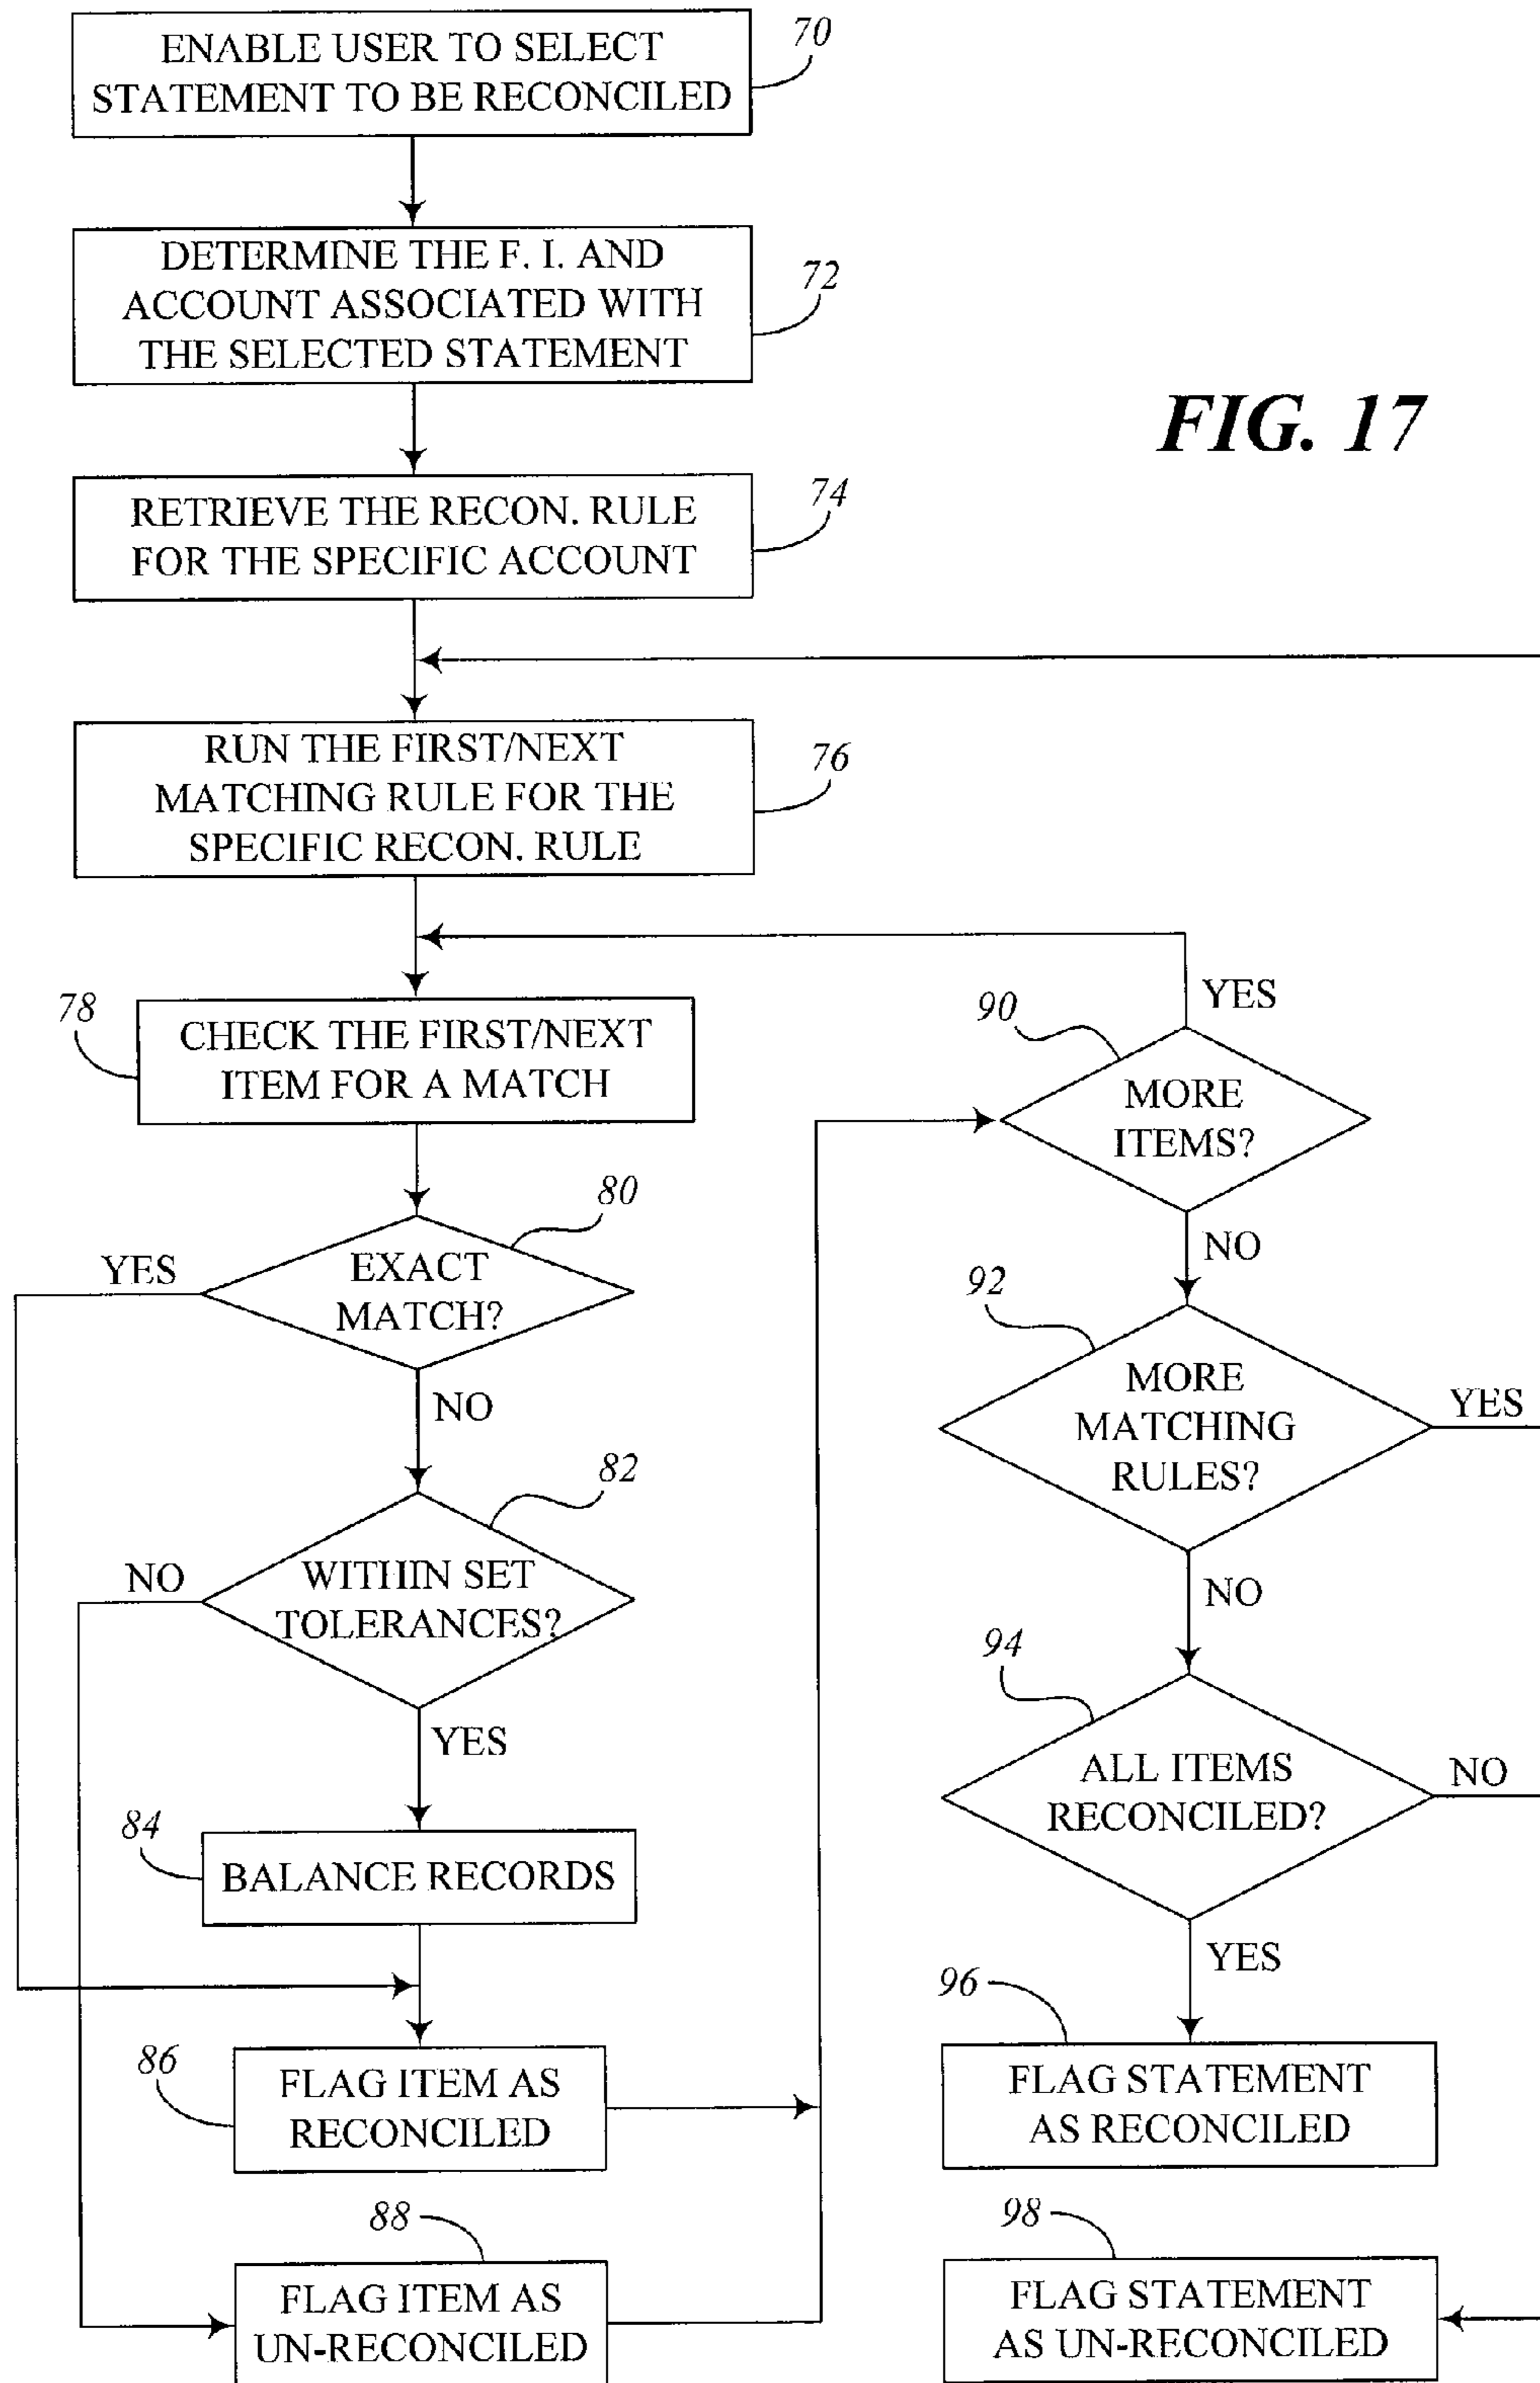 70
ENABLE USER TO SELECT
STATEMENT TO BE RECONCILED
72
DETERMINE THE F. I. AND
ACCOUNT ASSOCIATED WITH
THE SELECTED STATEMENT
FIG. 17
74
RETRIEVE THE RECON. RULE
FOR THE SPECIFIC ACCOUNT
76
RUN THE FIRST/NEXT
MATCHING RULE FOR THE
SPECIFIC RECON. RULE
78
CHECK THE FIRST/NEXT
ITEM FOR A MATCH
80
EXACT
MATCH?
YES
NO
82
WITHIN SET
TOLERANCES?
NO
YES
84
BALANCE RECORDS
86
FLAG ITEM AS
RECONCILED
88
FLAG ITEM AS
UN-RECONCILED
90
YES
MORE
ITEMS?
NO
92
MORE
MATCHING
RULES?
YES
NO
94
ALL ITEMS
RECONCILED?
NO
YES
96
FLAG STATEMENT
AS RECONCILED
98
FLAG STATEMENT
AS UN-RECONCILED